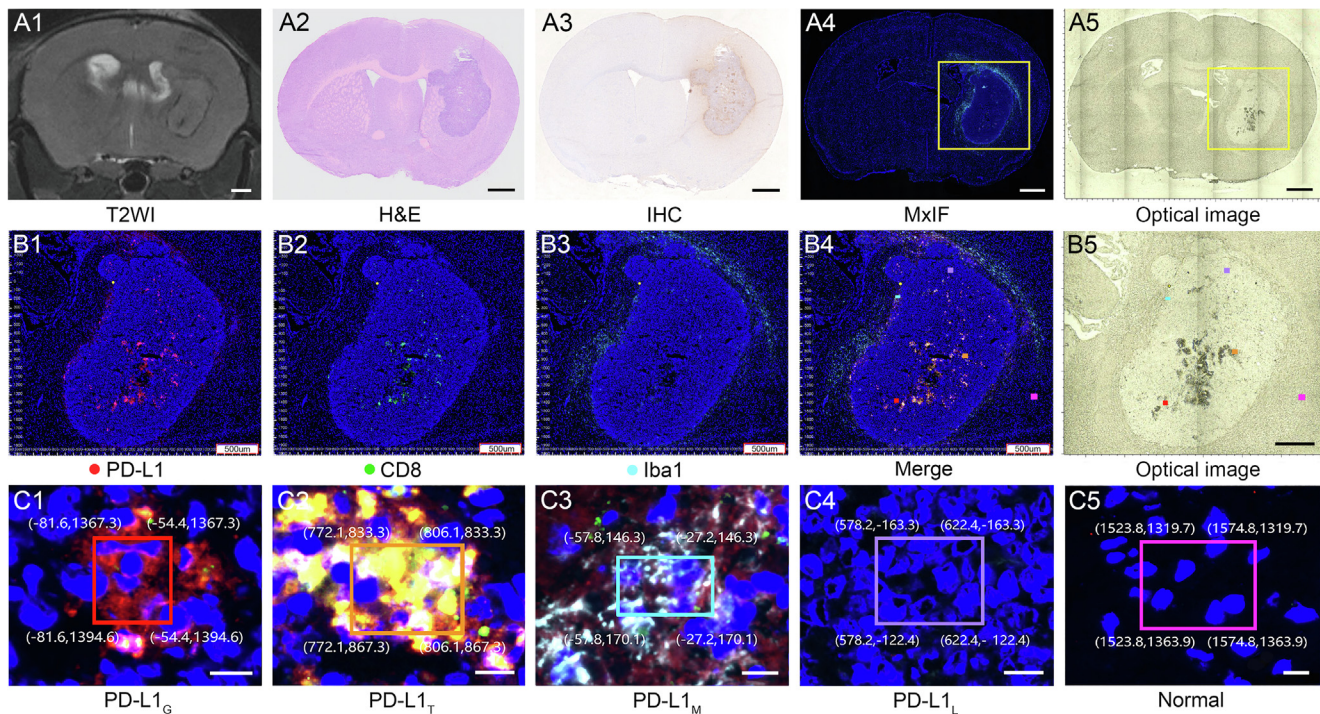 A1 A2 A3 A4 A5
T2WI H&E IHC MxIF Optical image
B1 B2 B3 B4 B5
500um 500um 500um 500um
PD-L1 CD8 Iba1 Merge Optical image
C1 C2 C3 C4 C5
(-81.6,1367.3) (-54.4,1367.3) (772.1,833.3) (806.1,833.3) (-57.8,146.3) (-27.2,146.3) (578.2,-163.3) (622.4,-163.3) (1523.8,1319.7) (1574.8,1319.7)
(-81.6,1394.6) (-54.4,1394.6) (772.1,867.3) (806.1,867.3) (-57.8,170.1) (-27.2,170.1) (578.2,-122.4) (622.4,- 122.4) (1523.8,1363.9) (1574.8,1363.9)
PD-L1G PD-L1T PD-L1M PD-L1L Normal